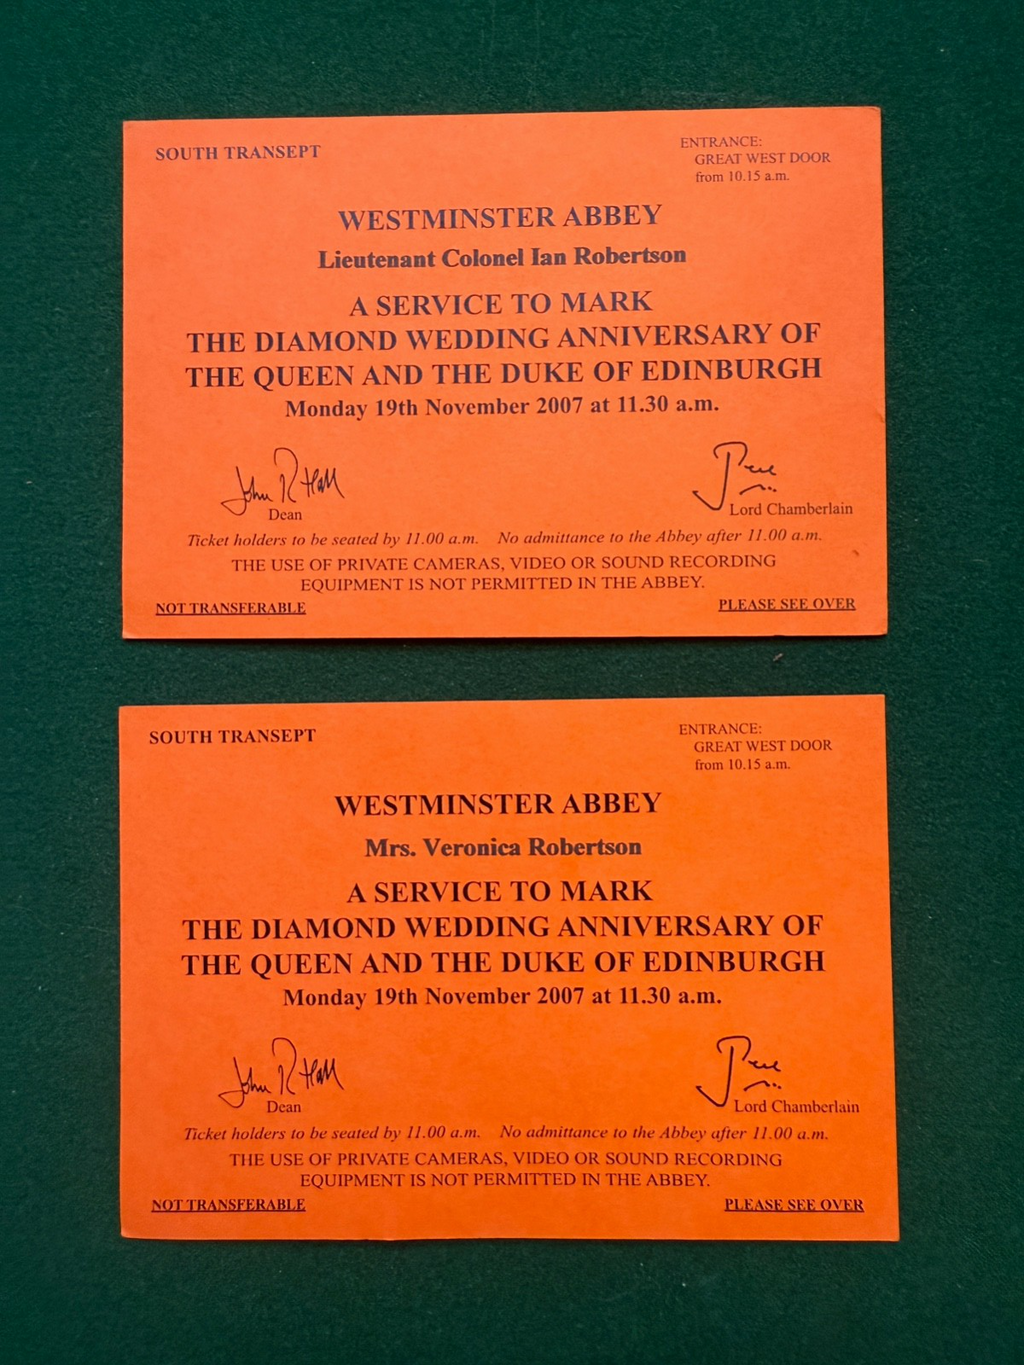 SOUTH TRANSEPT
ENTRANCE:
GREAT WEST DOOR
from 10.15 a.m.
WESTMINSTER ABBEY
Lieutenant Colonel Ian Robertson
A SERVICE TO MARK
THE DIAMOND WEDDING ANNIVERSARY OF
THE QUEEN AND THE DUKE OF EDINBURGH
Monday 19th November 2007 at 11.30 a.m.
John R Hall
Dean
Lord Chamberlain
Ticket holders to be seated by 11.00 a.m. No admittance to the Abbey after 11.00 a.m.
THE USE OF PRIVATE CAMERAS, VIDEO OR SOUND RECORDING
EQUIPMENT IS NOT PERMITTED IN THE ABBEY.
NOT TRANSFERABLE
PLEASE SEE OVER
SOUTH TRANSEPT
ENTRANCE:
GREAT WEST DOOR
from 10.15 a.m.
WESTMINSTER ABBEY
Mrs. Veronica Robertson
A SERVICE TO MARK
THE DIAMOND WEDDING ANNIVERSARY OF
THE QUEEN AND THE DUKE OF EDINBURGH
Monday 19th November 2007 at 11.30 a.m.
John R Hall
Dean
Lord Chamberlain
Ticket holders to be seated by 11.00 a.m. No admittance to the Abbey after 11.00 a.m.
THE USE OF PRIVATE CAMERAS, VIDEO OR SOUND RECORDING
EQUIPMENT IS NOT PERMITTED IN THE ABBEY.
NOT TRANSFERABLE
PLEASE SEE OVER